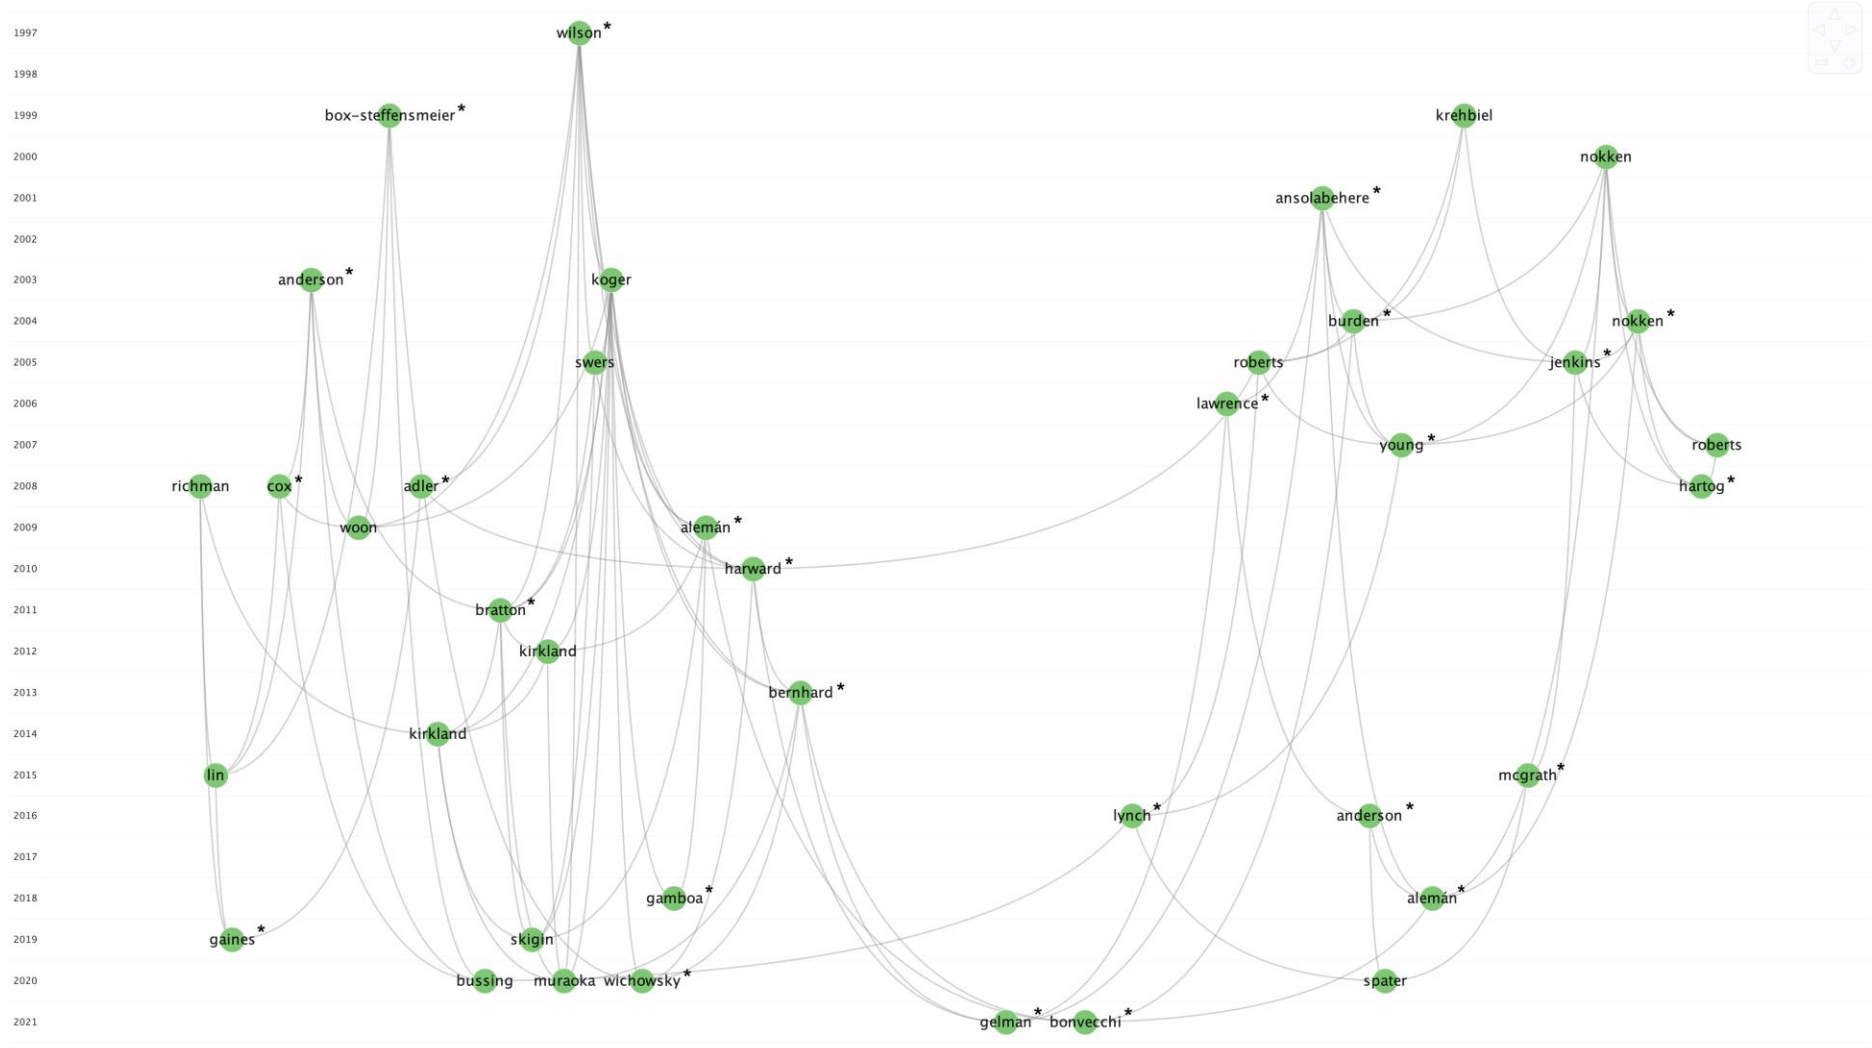 1997 wilson*
1998
1999 box-steffensmeier* krehbiel
2000 nokken
2001 ansolabehere*
2002
2003 anderson* koger
2004 burden* nokken*
2005 swers roberts jenkins*
2006 lawrence*
2007 young* roberts
2008 richman cox* adler* hartog*
2009 woon alemán*
2010 harward*
2011 bratton*
2012 kirkland
2013 bernhard*
2014 kirkland
2015 lin mcgrath*
2016 lynch* anderson*
2017
2018 gamboa* alemán*
2019 gaines* skigin
2020 bussing muraoka wichowsky* spater
2021 gelman* bonvecchi*